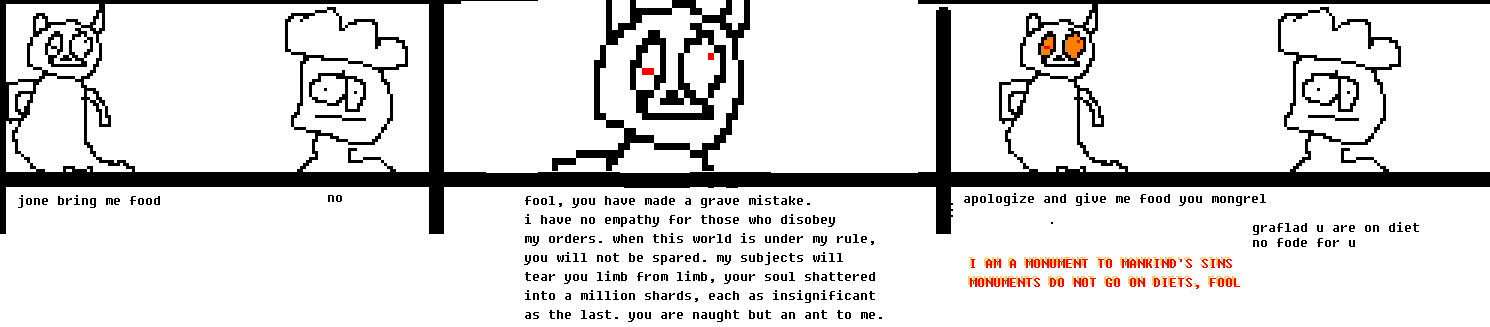 jone bring me food
no
fool, you have made a grave mistake.
i have no empathy for those who disobey
my orders. when this world is under my rule,
you will not be spared. my subjects will
tear you limb from limb, your soul shattered
into a million shards, each as insignificant
as the last. you are naught but an ant to me.
apologize and give me food you mongrel
graflad u are on diet
no fode for u
I AM A MONUMENT TO MANKIND'S SINS
MONUMENTS DO NOT GO ON DIETS, FOOL